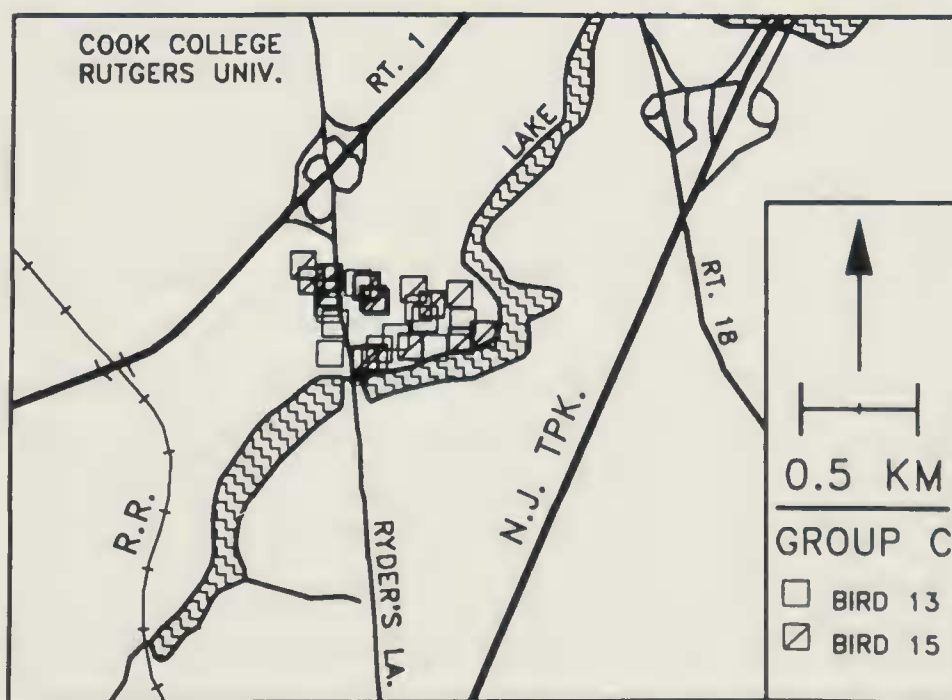 COOK COLLEGE
RUTGERS UNIV.
RT. 1
LAKE
RT. 18
N.J. TPK.
R.R.
RYDER'S LA.
0.5 KM
GROUP C
BIRD 13
BIRD 15